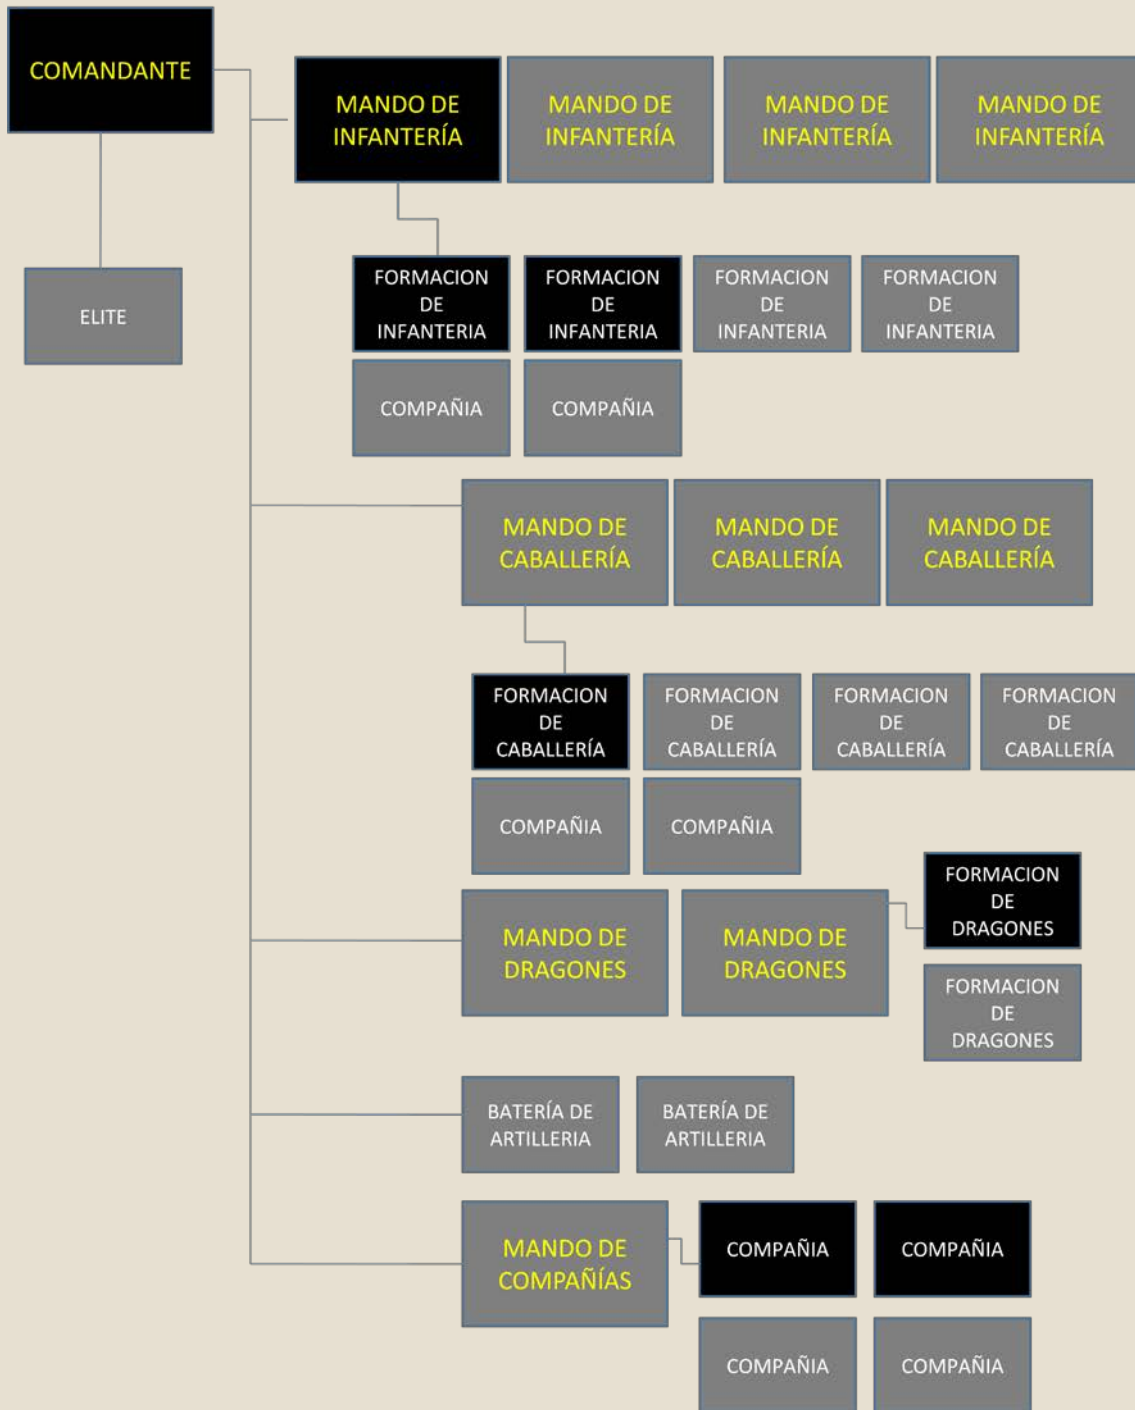 COMANDANTE
MANDO DE
INFANTERÍA
MANDO DE
INFANTERÍA
MANDO DE
INFANTERÍA
MANDO DE
INFANTERÍA
ELITE
FORMACION
DE
INFANTERIA
FORMACION
DE
INFANTERIA
FORMACION
DE
INFANTERIA
FORMACION
DE
INFANTERIA
COMPAÑIA
COMPAÑIA
MANDO DE
CABALLERÍA
MANDO DE
CABALLERÍA
MANDO DE
CABALLERÍA
FORMACION
DE
CABALLERÍA
FORMACION
DE
CABALLERÍA
FORMACION
DE
CABALLERÍA
FORMACION
DE
CABALLERÍA
COMPAÑIA
COMPAÑIA
MANDO DE
DRAGONES
MANDO DE
DRAGONES
FORMACION
DE
DRAGONES
FORMACION
DE
DRAGONES
BATERÍA DE
ARTILLERIA
BATERÍA DE
ARTILLERIA
MANDO DE
COMPAÑÍAS
COMPAÑIA
COMPAÑIA
COMPAÑIA
COMPAÑIA